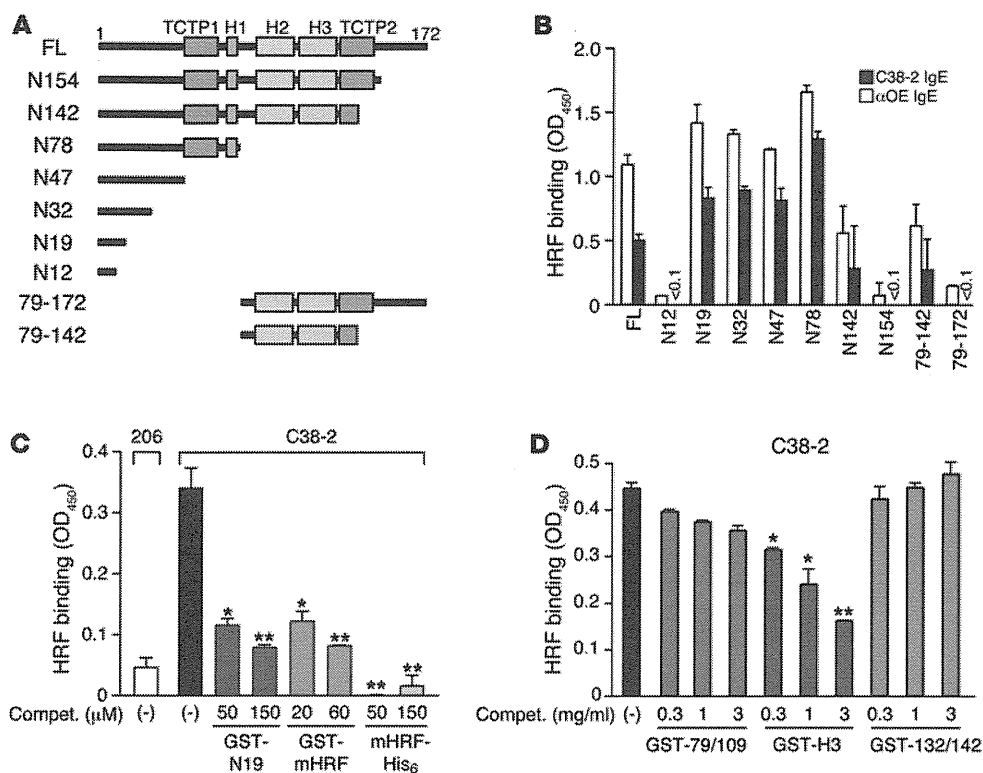 A
1 TCTP1 H1 H2 H3 TCTP2 172
FL
N154
N142
N78
N47
N32
N19
N12
79-172
79-142
B
HRF binding (OD450)
2.0
1.5
1.0
0.5
0
C38-2 IgE
αOE IgE
<0.1
<0.1
<0.1
FL N12 N19 N32 N47 N78 N142 N154 79-142 79-172
C
206 C38-2
HRF binding (OD450)
0.4
0.3
0.2
0.1
0
* ** * ** ** **
Compet. (μM) (-) (-) 50 150 20 60 50 150
GST-N19
GST-mHRF
mHRF-His6
D
C38-2
HRF binding (OD450)
0.5
0.4
0.3
0.2
0.1
0
* * **
Compet. (mg/ml) (-) 0.3 1 3 0.3 1 3 0.3 1 3
GST-79/109 GST-H3 GST-132/142